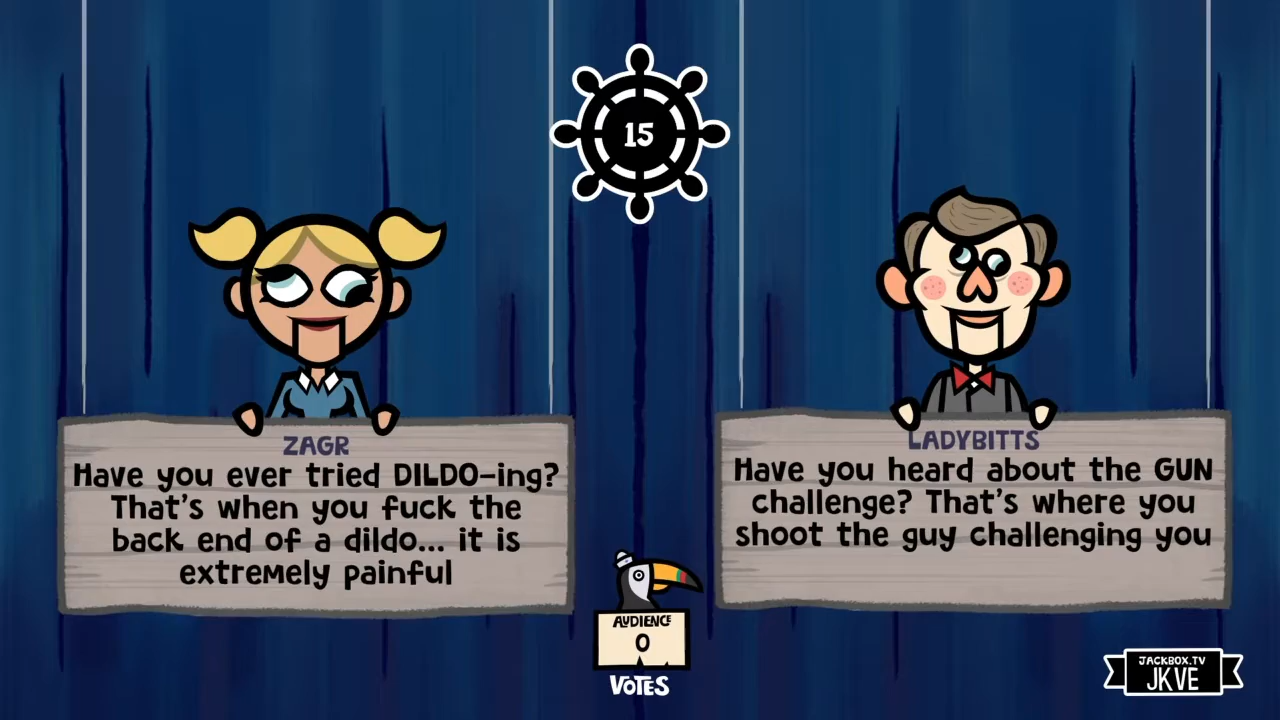 15
ZAGR
Have you ever tried DILDO-ing?
That's when you fuck the
back end of a dildo... it is
extremely painful
LADYBITTS
Have you heard about the GUN
challenge? That's where you
shoot the guy challenging you
AUDIENCE
0
VOTES
JACKBOX.TV
JKVE